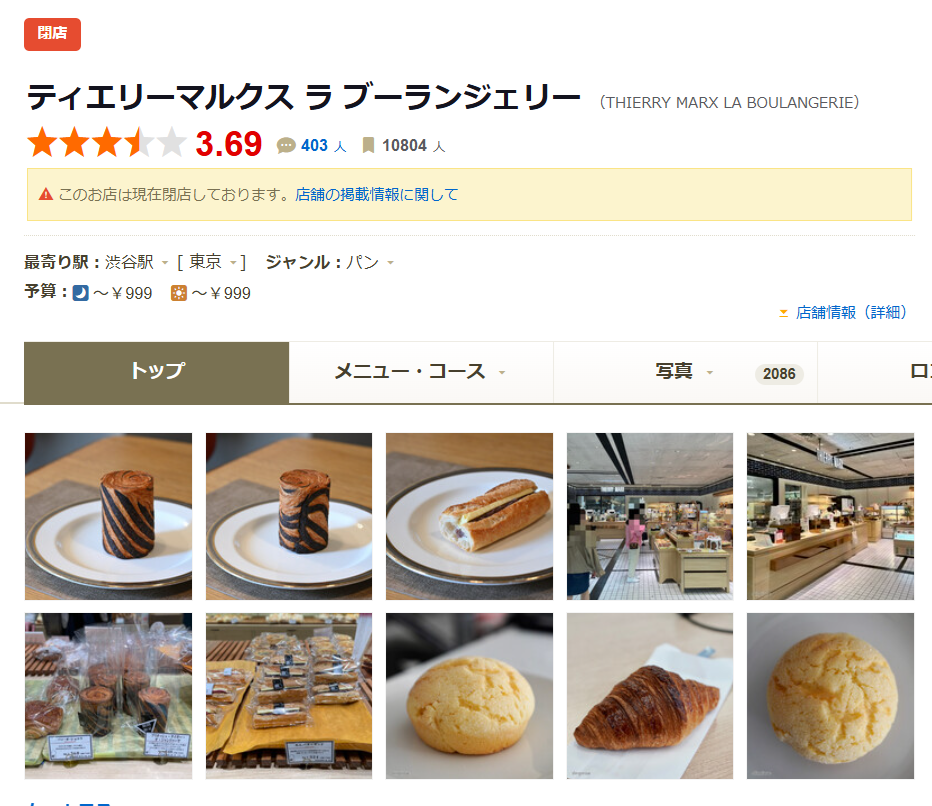 閉店
ティエリーマルクス ラ ブーランジェリー (THIERRY MARX LA BOULANGERIE)
3.69 403 人 10804 人
このお店は現在閉店しております。店舗の掲載情報に関して
最寄り駅：渋谷駅 [ 東京 ] ジャンル：パン
予算： ～￥999 ～￥999
店舗情報（詳細）
トップ メニュー・コース 写真 2086 口